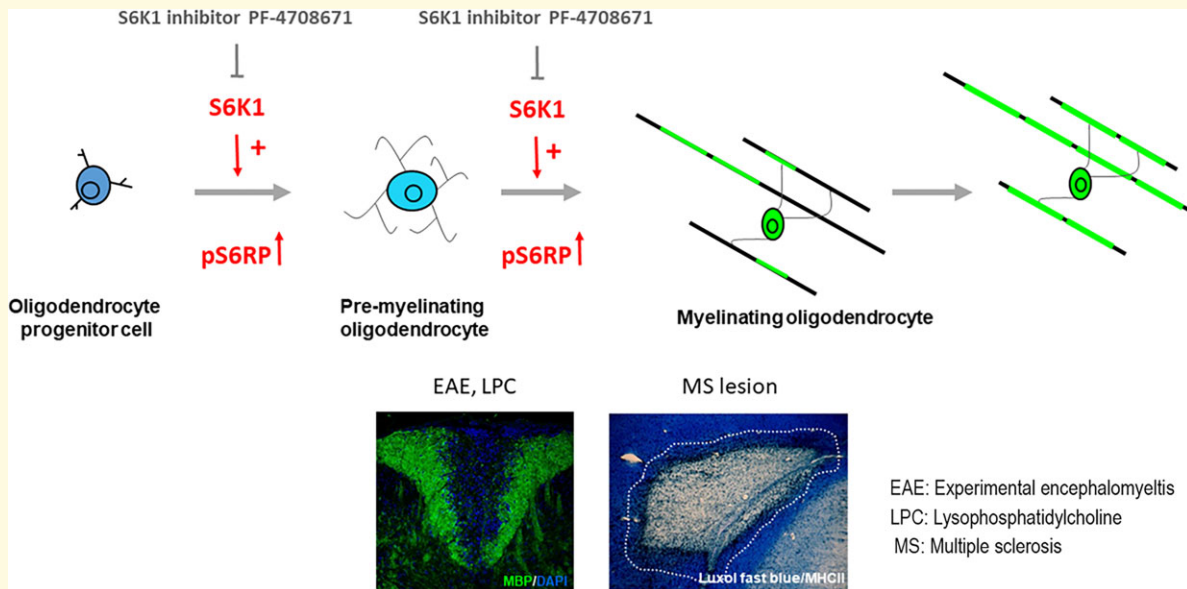 S6K1 inhibitor PF-4708671
S6K1 inhibitor PF-4708671
S6K1
+
S6K1
+
pS6RP
pS6RP
Oligodendrocyte
progenitor cell
Pre-myelinating
oligodendrocyte
Myelinating oligodendrocyte
EAE, LPC
MS lesion
MBP/DAPI
Luxol fast blue/MHCII
EAE: Experimental encephalomyeltis
LPC: Lysophosphatidylcholine
MS: Multiple sclerosis